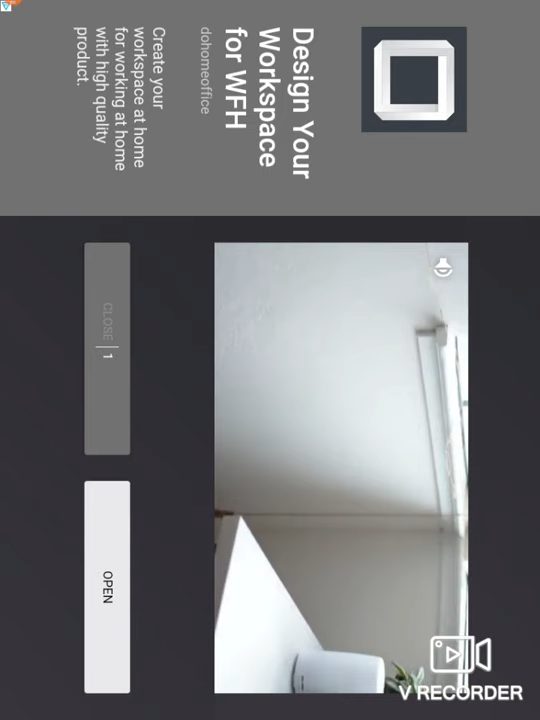 Design Your
Workspace
for WFH
dohomeoffice
Create your
workspace at home
for working at home
with high quality
product.
CLOSE | 1
OPEN
V RECORDER